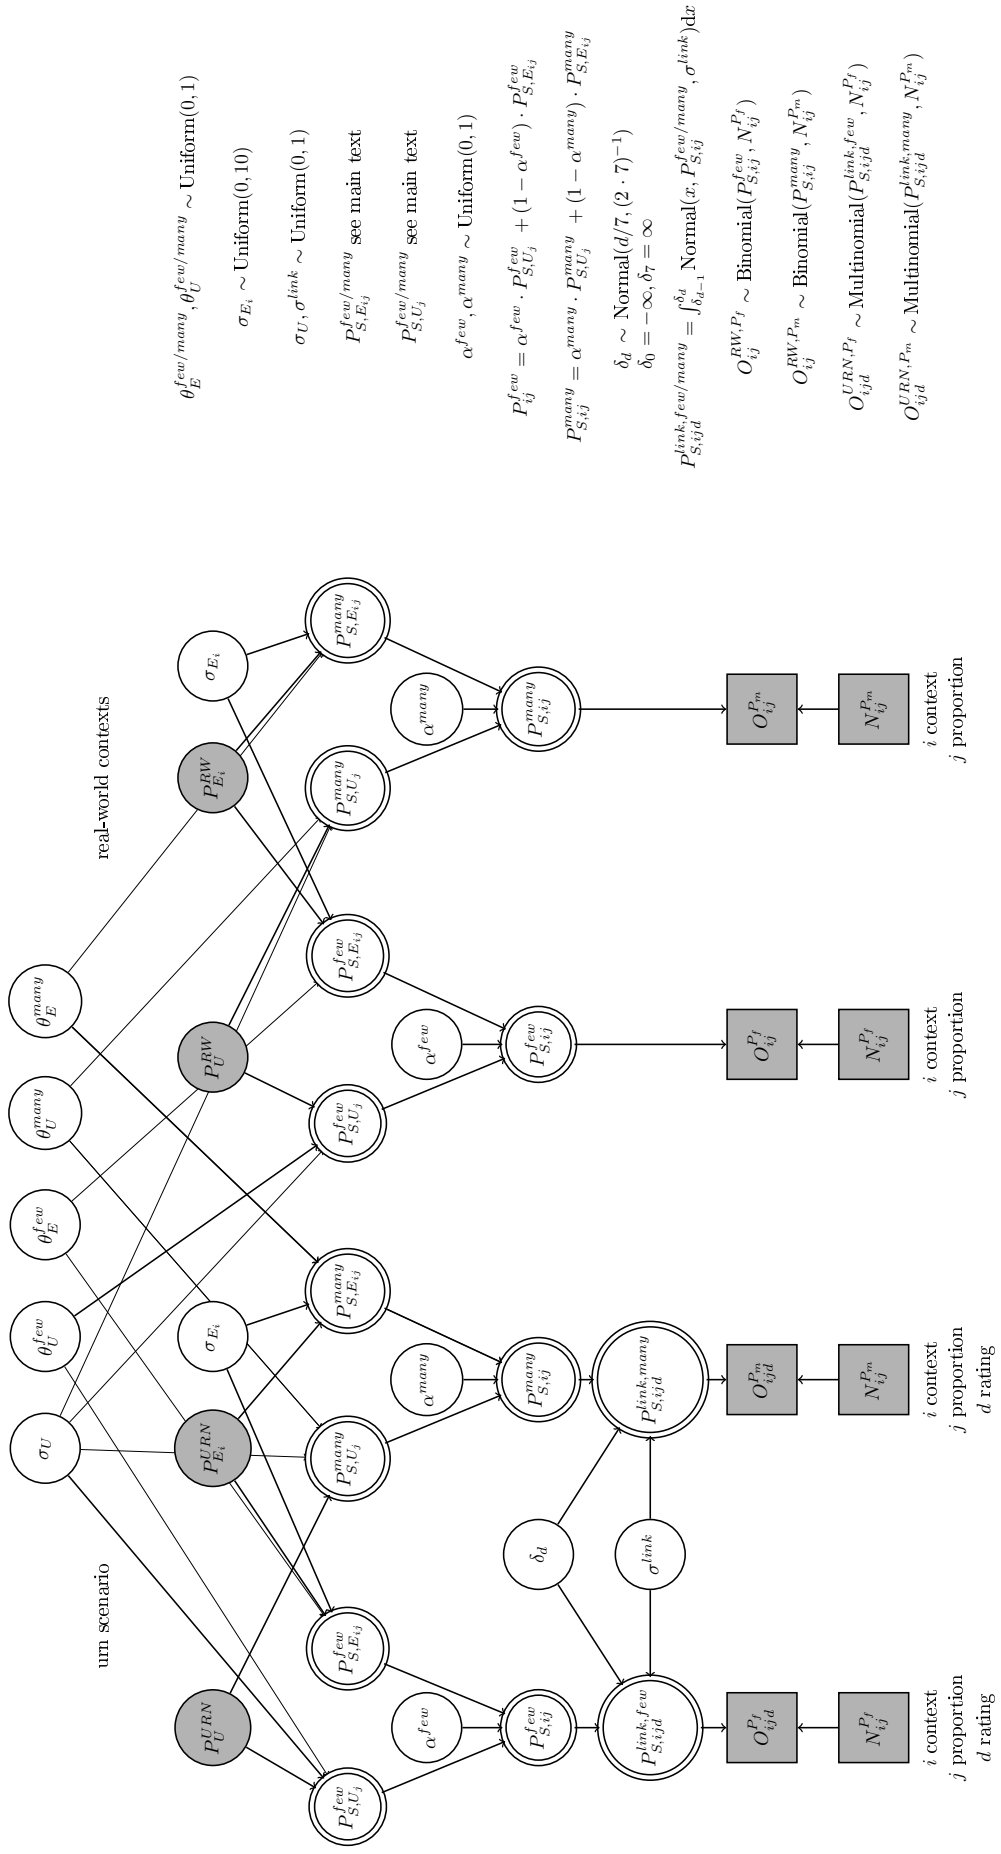 σ_U
θ_U^{few}
θ_E^{few}
θ_U^{many}
θ_E^{many}
urn scenario
real-world contexts
P_U^{URN}
P_{E_i}^{URN}
σ_{E_i}
P_U^{RW}
P_{E_i}^{RW}
σ_{E_i}
P_{S,U_j}^{few}
P_{S,E_{ij}}^{few}
P_{S,U_j}^{many}
P_{S,E_{ij}}^{many}
P_{S,U_j}^{few}
P_{S,E_{ij}}^{few}
P_{S,U_j}^{many}
P_{S,E_{ij}}^{many}
α^{few}
α^{many}
α^{few}
α^{many}
P_{S,ij}^{few}
δ_d
P_{S,ij}^{many}
P_{S,ij}^{few}
P_{S,ij}^{many}
P_{S,ijd}^{link,few}
σ^{link}
P_{S,ijd}^{link,many}
O_{ijd}^{P_f}
O_{ijd}^{P_m}
O_{ij}^{P_f}
O_{ij}^{P_m}
N_{ij}^{P_f}
N_{ij}^{P_m}
N_{ij}^{P_f}
N_{ij}^{P_m}
i context
j proportion
d rating
i context
j proportion
d rating
i context
j proportion
i context
j proportion
θ_E^{few/many}, θ_U^{few/many} ∼ Uniform(0, 1)
σ_{E_i} ∼ Uniform(0, 10)
σ_U, σ^{link} ∼ Uniform(0, 1)
P_{S,E_{ij}}^{few/many} see main text
P_{S,U_j}^{few/many} see main text
α^{few}, α^{many} ∼ Uniform(0, 1)
P_{ij}^{few} = α^{few} · P_{S,U_j}^{few} + (1 − α^{few}) · P_{S,E_{ij}}^{few}
P_{S,ij}^{many} = α^{many} · P_{S,U_j}^{many} + (1 − α^{many}) · P_{S,E_{ij}}^{many}
δ_d ∼ Normal(d/7, (2 · 7)^{−1})
δ_0 = −∞, δ_7 = ∞
P_{S,ijd}^{link,few/many} = ∫_{δ_{d−1}}^{δ_d} Normal(x, P_{S,ij}^{few/many}, σ^{link})dx
O_{ij}^{RW,P_f} ∼ Binomial(P_{S,ij}^{few}, N_{ij}^{P_f})
O_{ij}^{RW,P_m} ∼ Binomial(P_{S,ij}^{many}, N_{ij}^{P_m})
O_{ijd}^{URN,P_f} ∼ Multinomial(P_{S,ijd}^{link,few}, N_{ij}^{P_f})
O_{ijd}^{URN,P_m} ∼ Multinomial(P_{S,ijd}^{link,many}, N_{ij}^{P_m})